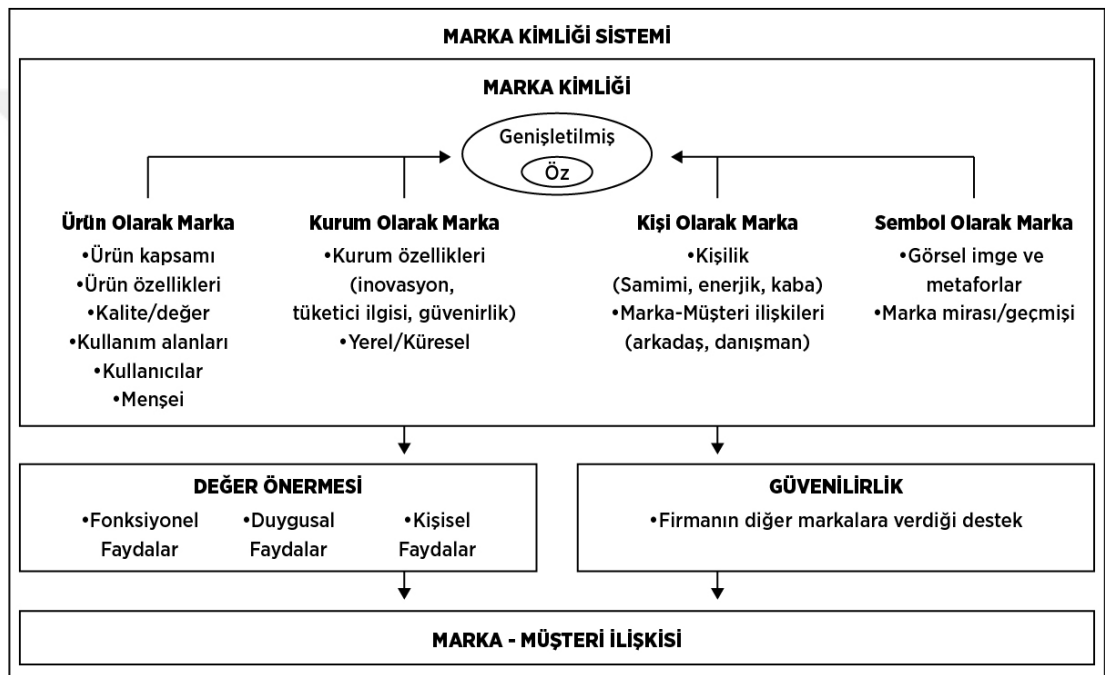 MARKA KİMLİĞİ SİSTEMİ
MARKA KİMLİĞİ
Genişletilmiş
Öz
Ürün Olarak Marka
•Ürün kapsamı
•Ürün özellikleri
•Kalite/değer
•Kullanım alanları
•Kullanıcılar
•Menşei
Kurum Olarak Marka
•Kurum özellikleri
(inovasyon,
tüketici ilgisi, güvenirlik)
•Yerel/Küresel
Kişi Olarak Marka
•Kişilik
(Samimi, enerjik, kaba)
•Marka-Müşteri ilişkileri
(arkadaş, danışman)
Sembol Olarak Marka
•Görsel imge ve
metaforlar
•Marka mirası/geçmişi
DEĞER ÖNERMESİ
•Fonksiyonel
Faydalar
•Duygusal
Faydalar
•Kişisel
Faydalar
GÜVENİLİRLİK
•Firmanın diğer markalara verdiği destek
MARKA - MÜŞTERİ İLİŞKİSİ